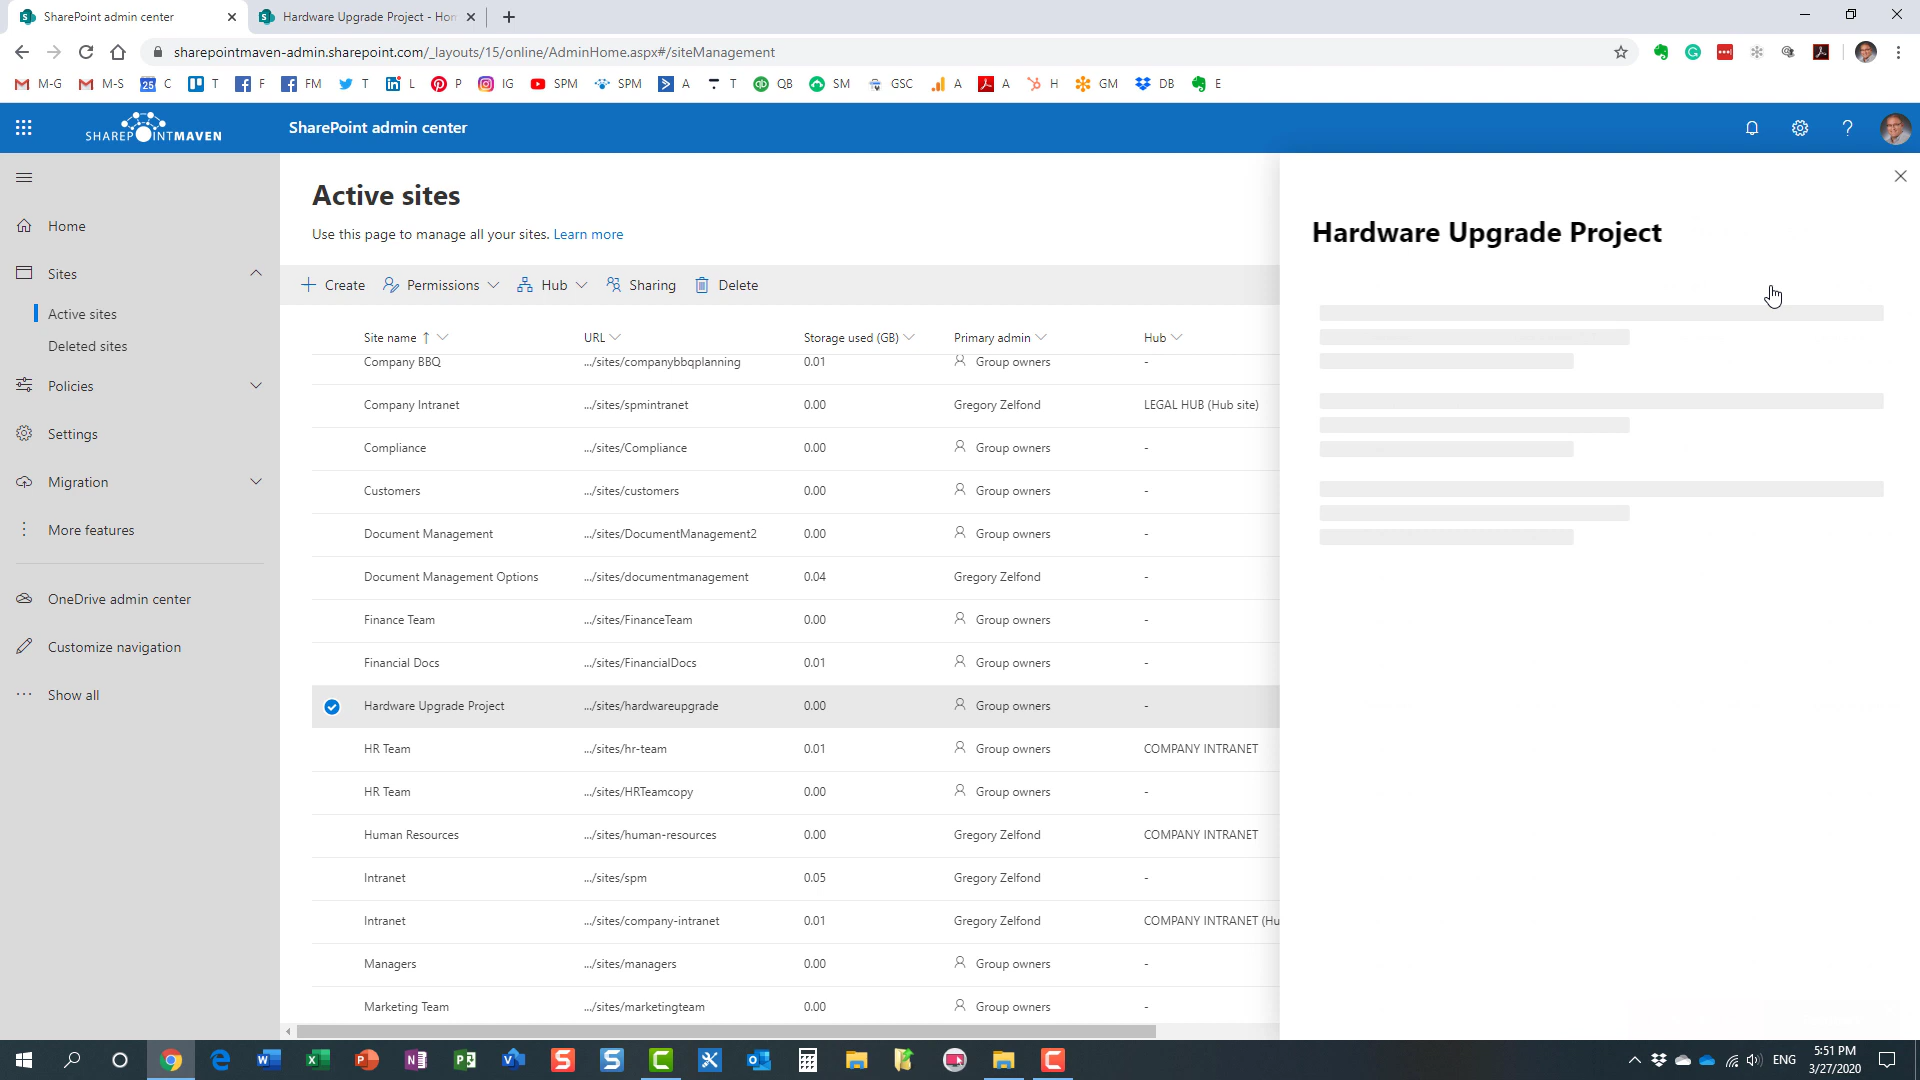 SharePoint admin center
Hardware Upgrade Project - Hom
sharepointmaven-admin.sharepoint.com/_layouts/15/online/AdminHome.aspx#/siteManagement
M-G M-S C T F FM T L P IG SPM SPM A T QB SM GSC A A H GM DB E
SHAREPOINTMAVEN
SharePoint admin center
Home
Sites
Active sites
Deleted sites
Policies
Settings
Migration
More features
OneDrive admin center
Customize navigation
Show all
Active sites
Use this page to manage all your sites. Learn more
Create Permissions Hub Sharing Delete
Site name ↑ URL Storage used (GB) Primary admin Hub
Company BBQ .../sites/companybbqplanning 0.01 Group owners -
Company Intranet .../sites/spmintranet 0.00 Gregory Zelfond LEGAL HUB (Hub site)
Compliance .../sites/Compliance 0.00 Group owners -
Customers .../sites/customers 0.00 Group owners -
Document Management .../sites/DocumentManagement2 0.00 Group owners -
Document Management Options .../sites/documentmanagement 0.04 Gregory Zelfond -
Finance Team .../sites/FinanceTeam 0.00 Group owners -
Financial Docs .../sites/FinancialDocs 0.01 Group owners -
Hardware Upgrade Project .../sites/hardwareupgrade 0.00 Group owners -
HR Team .../sites/hr-team 0.01 Group owners COMPANY INTRANET
HR Team .../sites/HRTeamcopy 0.00 Group owners -
Human Resources .../sites/human-resources 0.00 Gregory Zelfond COMPANY INTRANET
Intranet .../sites/spm 0.05 Gregory Zelfond -
Intranet .../sites/company-intranet 0.01 Gregory Zelfond COMPANY INTRANET (Hu
Managers .../sites/managers 0.00 Group owners -
Marketing Team .../sites/marketingteam 0.00 Group owners -
Hardware Upgrade Project
ENG
5:51 PM
3/27/2020